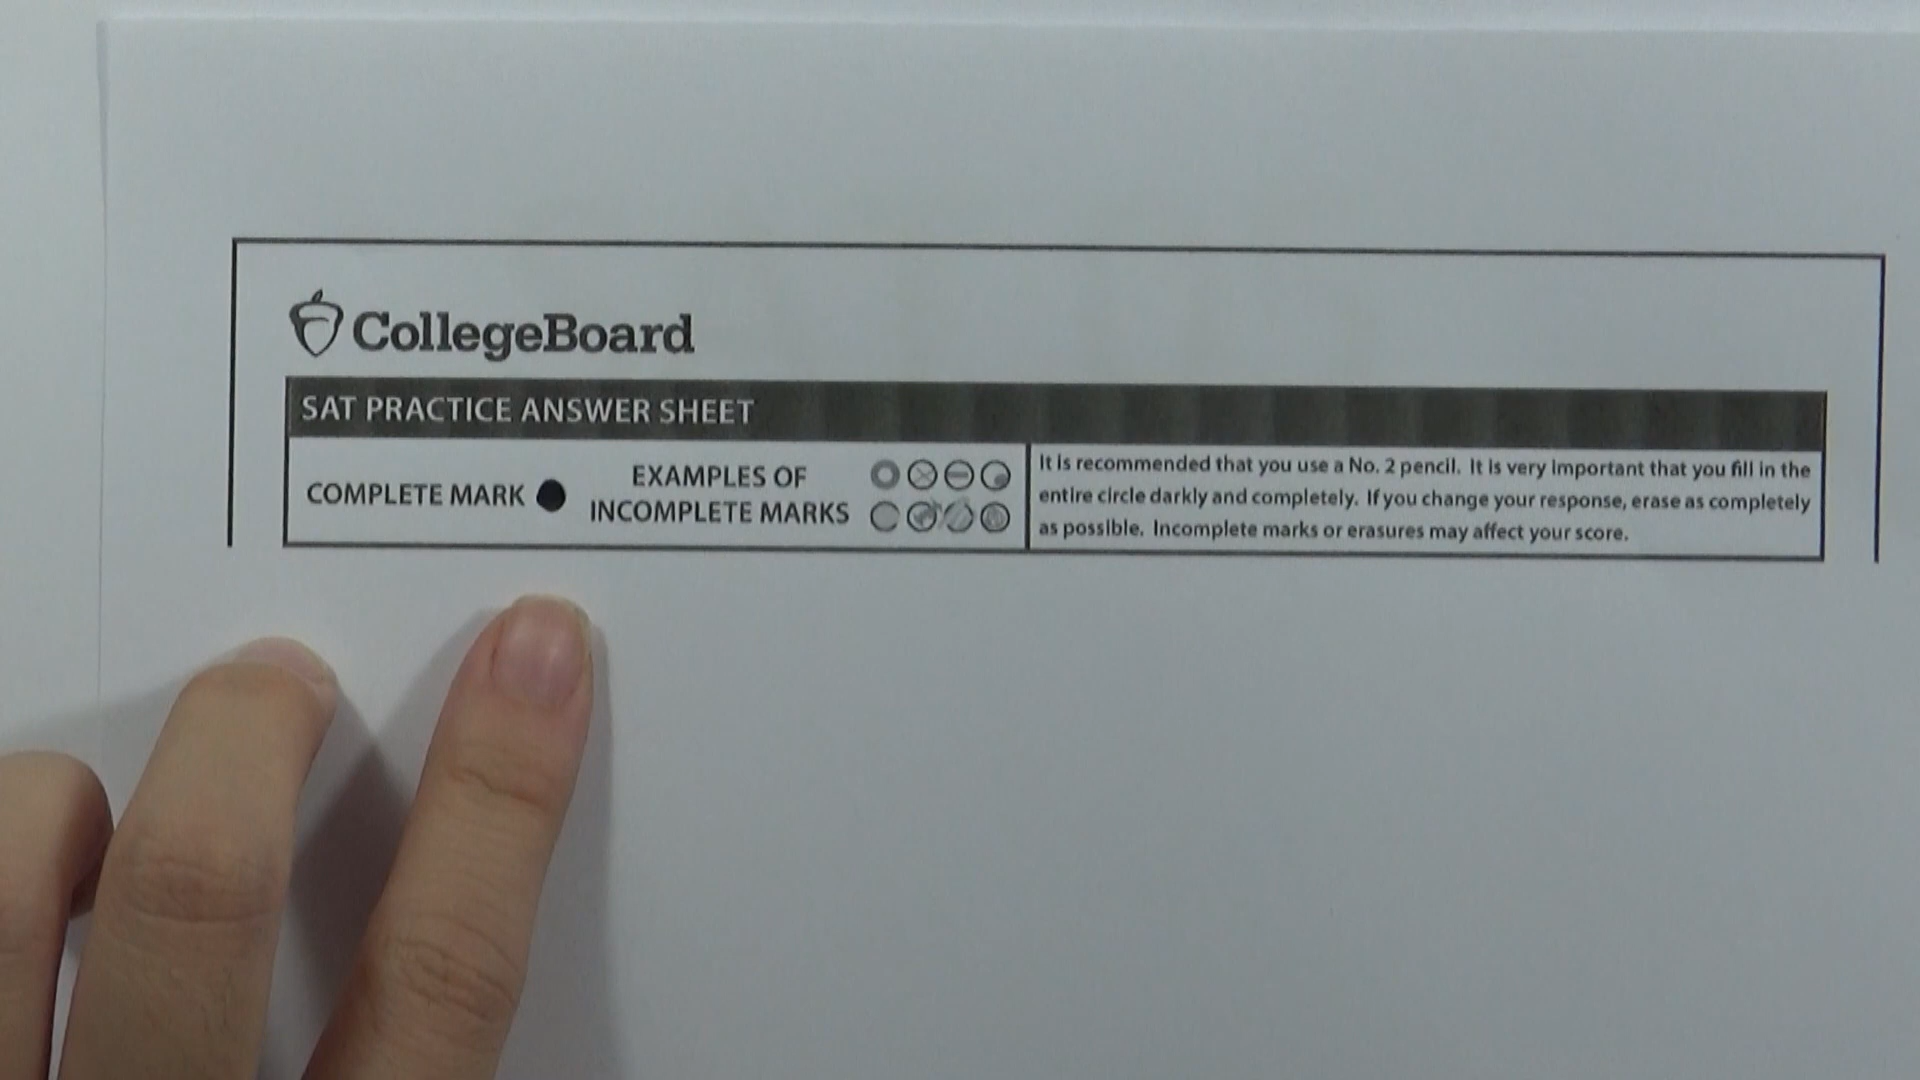 CollegeBoard
SAT PRACTICE ANSWER SHEET
COMPLETE MARK
EXAMPLES OF
INCOMPLETE MARKS
It is recommended that you use a No. 2 pencil. It is very important that you fill in the
entire circle darkly and completely. If you change your response, erase as completely
as possible. Incomplete marks or erasures may affect your score.